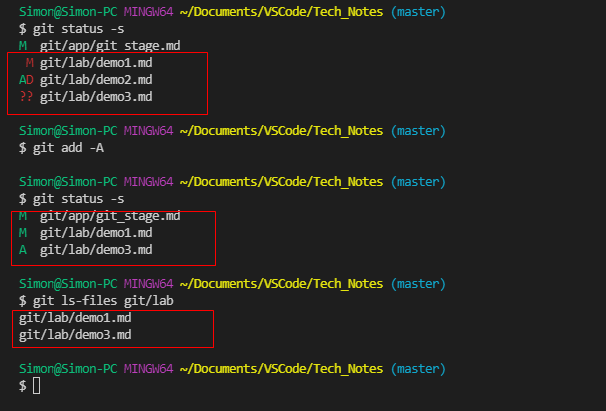 Simon@Simon-PC MINGW64 ~/Documents/VSCode/Tech_Notes (master)
$ git status -s
M  git/app/git_stage.md
 M git/lab/demo1.md
AD git/lab/demo2.md
?? git/lab/demo3.md
Simon@Simon-PC MINGW64 ~/Documents/VSCode/Tech_Notes (master)
$ git add -A
Simon@Simon-PC MINGW64 ~/Documents/VSCode/Tech_Notes (master)
$ git status -s
M  git/app/git_stage.md
M  git/lab/demo1.md
A  git/lab/demo3.md
Simon@Simon-PC MINGW64 ~/Documents/VSCode/Tech_Notes (master)
$ git ls-files git/lab
git/lab/demo1.md
git/lab/demo3.md
Simon@Simon-PC MINGW64 ~/Documents/VSCode/Tech_Notes (master)
$